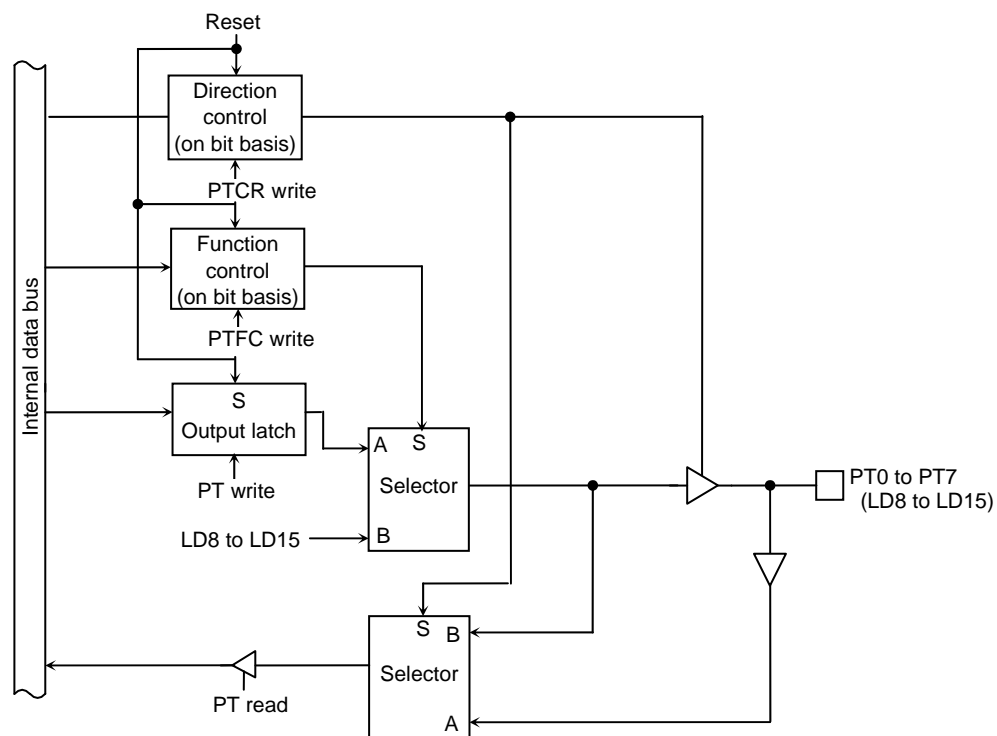 Reset
Direction
control
(on bit basis)
PTCR write
Function
control
(on bit basis)
PTFC write
Internal data bus
S
Output latch
PT write
A
S
Selector
B
LD8 to LD15
PT0 to PT7
(LD8 to LD15)
S
B
Selector
A
PT read